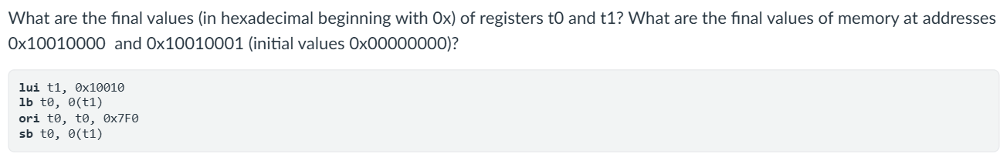 What are the final values (in hexadecimal beginning with 0x) of registers t0 and t1? What are the final values of memory at addresses
0x10010000 and 0x10010001 (initial values 0x00000000)?
lui t1, 0x10010
lb t0, 0(t1)
ori t0, t0, 0x7F0
sb t0, 0(t1)